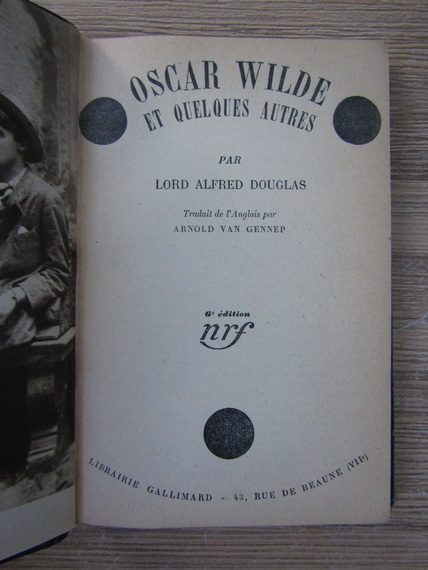 OSCAR WILDE
ET QUELQUES AUTRES
PAR
LORD ALFRED DOUGLAS
Traduit de l'Anglais par
ARNOLD VAN GENNEP
6e édition
nrf
LIBRAIRIE GALLIMARD - 43, RUE DE BEAUNE (VIIe)